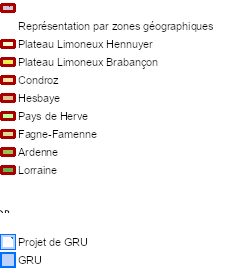 Représentation par zones géographiques
Plateau Limoneux Hennuyer
Plateau Limoneux Brabançon
Condroz
Hesbaye
Pays de Herve
Fagne-Famenne
Ardenne
Lorraine
Projet de GRU
GRU